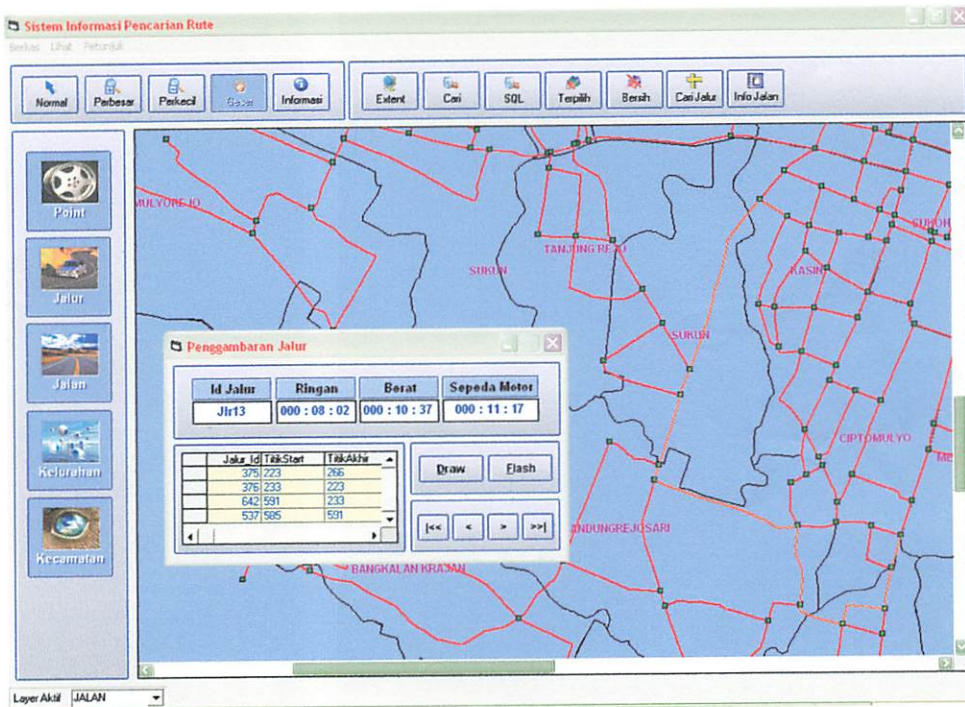 Sistem Informasi Pencarian Rute
Berkas Lihat Petunjuk
Normal Perbesar Perkecil Geser Informasi Extent Cari SQL Terpilih Bersih Cari Jalur Info Jalan
Point
Jalur
Jalan
Kelurahan
Kecamatan
MULYOREJO
SUKUN
TANJUNG REJO
KASIN
SUKOH
SUKUN
CIPTOMULYO
ANDUNGREJOSARI
BANGKALAN KRAJAN
Penggambaran Jalur
Id Jalur Ringan Berat Sepeda Motor
Jlr13 000 : 08 : 02 000 : 10 : 37 000 : 11 : 17
Jalur_Id TitikStart TitikAkhir
375 223 266
376 233 223
642 591 233
537 585 591
Draw Flash
|<< < > >>|
Layer Aktif JALAN